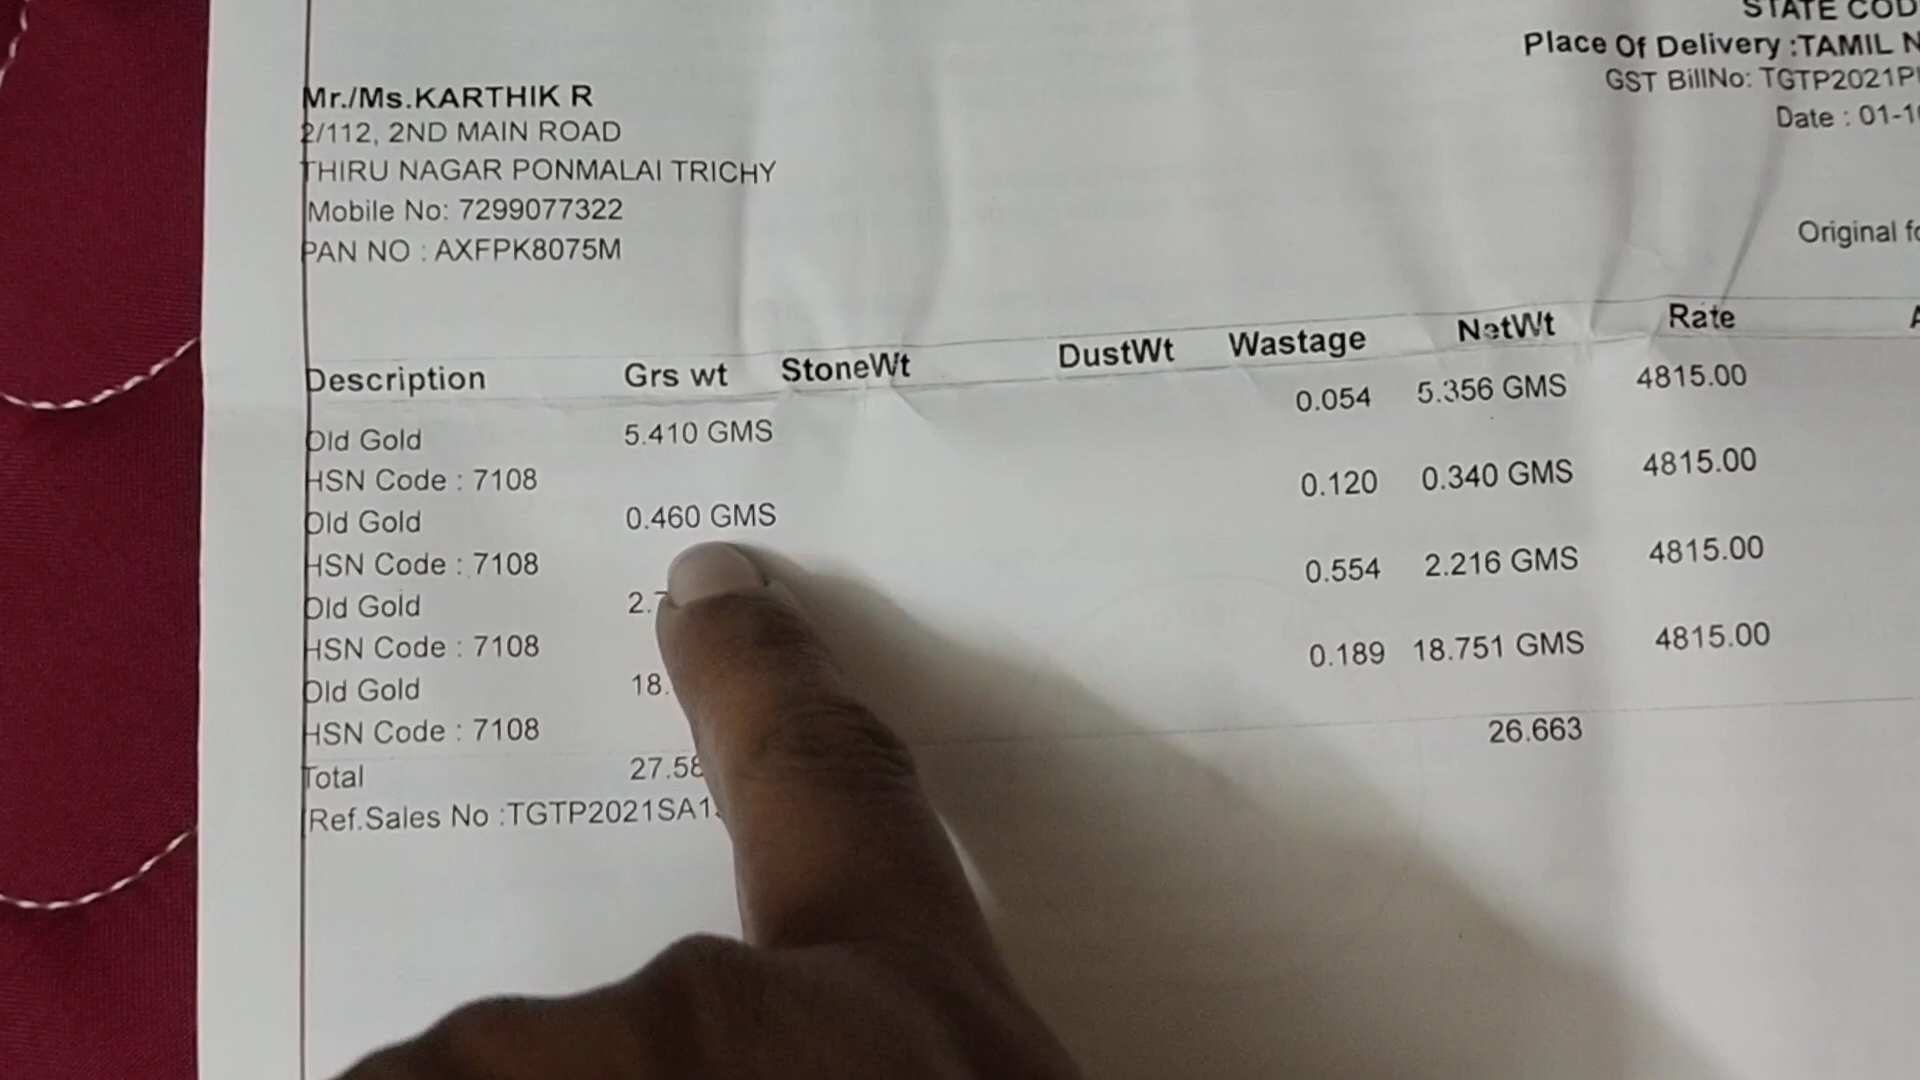 STATE COD
Place Of Delivery :TAMIL N
GST BillNo: TGTP2021P
Date : 01-1
Mr./Ms.KARTHIK R
2/112, 2ND MAIN ROAD
THIRU NAGAR PONMALAI TRICHY
Mobile No: 7299077322
PAN NO : AXFPK8075M
Original fo
Description Grs wt StoneWt DustWt Wastage NetWt Rate A
Old Gold 5.410 GMS 0.054 5.356 GMS 4815.00
HSN Code : 7108
Old Gold 0.460 GMS 0.120 0.340 GMS 4815.00
HSN Code : 7108
Old Gold 2. 0.554 2.216 GMS 4815.00
HSN Code : 7108
Old Gold 18. 0.189 18.751 GMS 4815.00
HSN Code : 7108
Total 27.58 26.663
Ref.Sales No :TGTP2021SA1